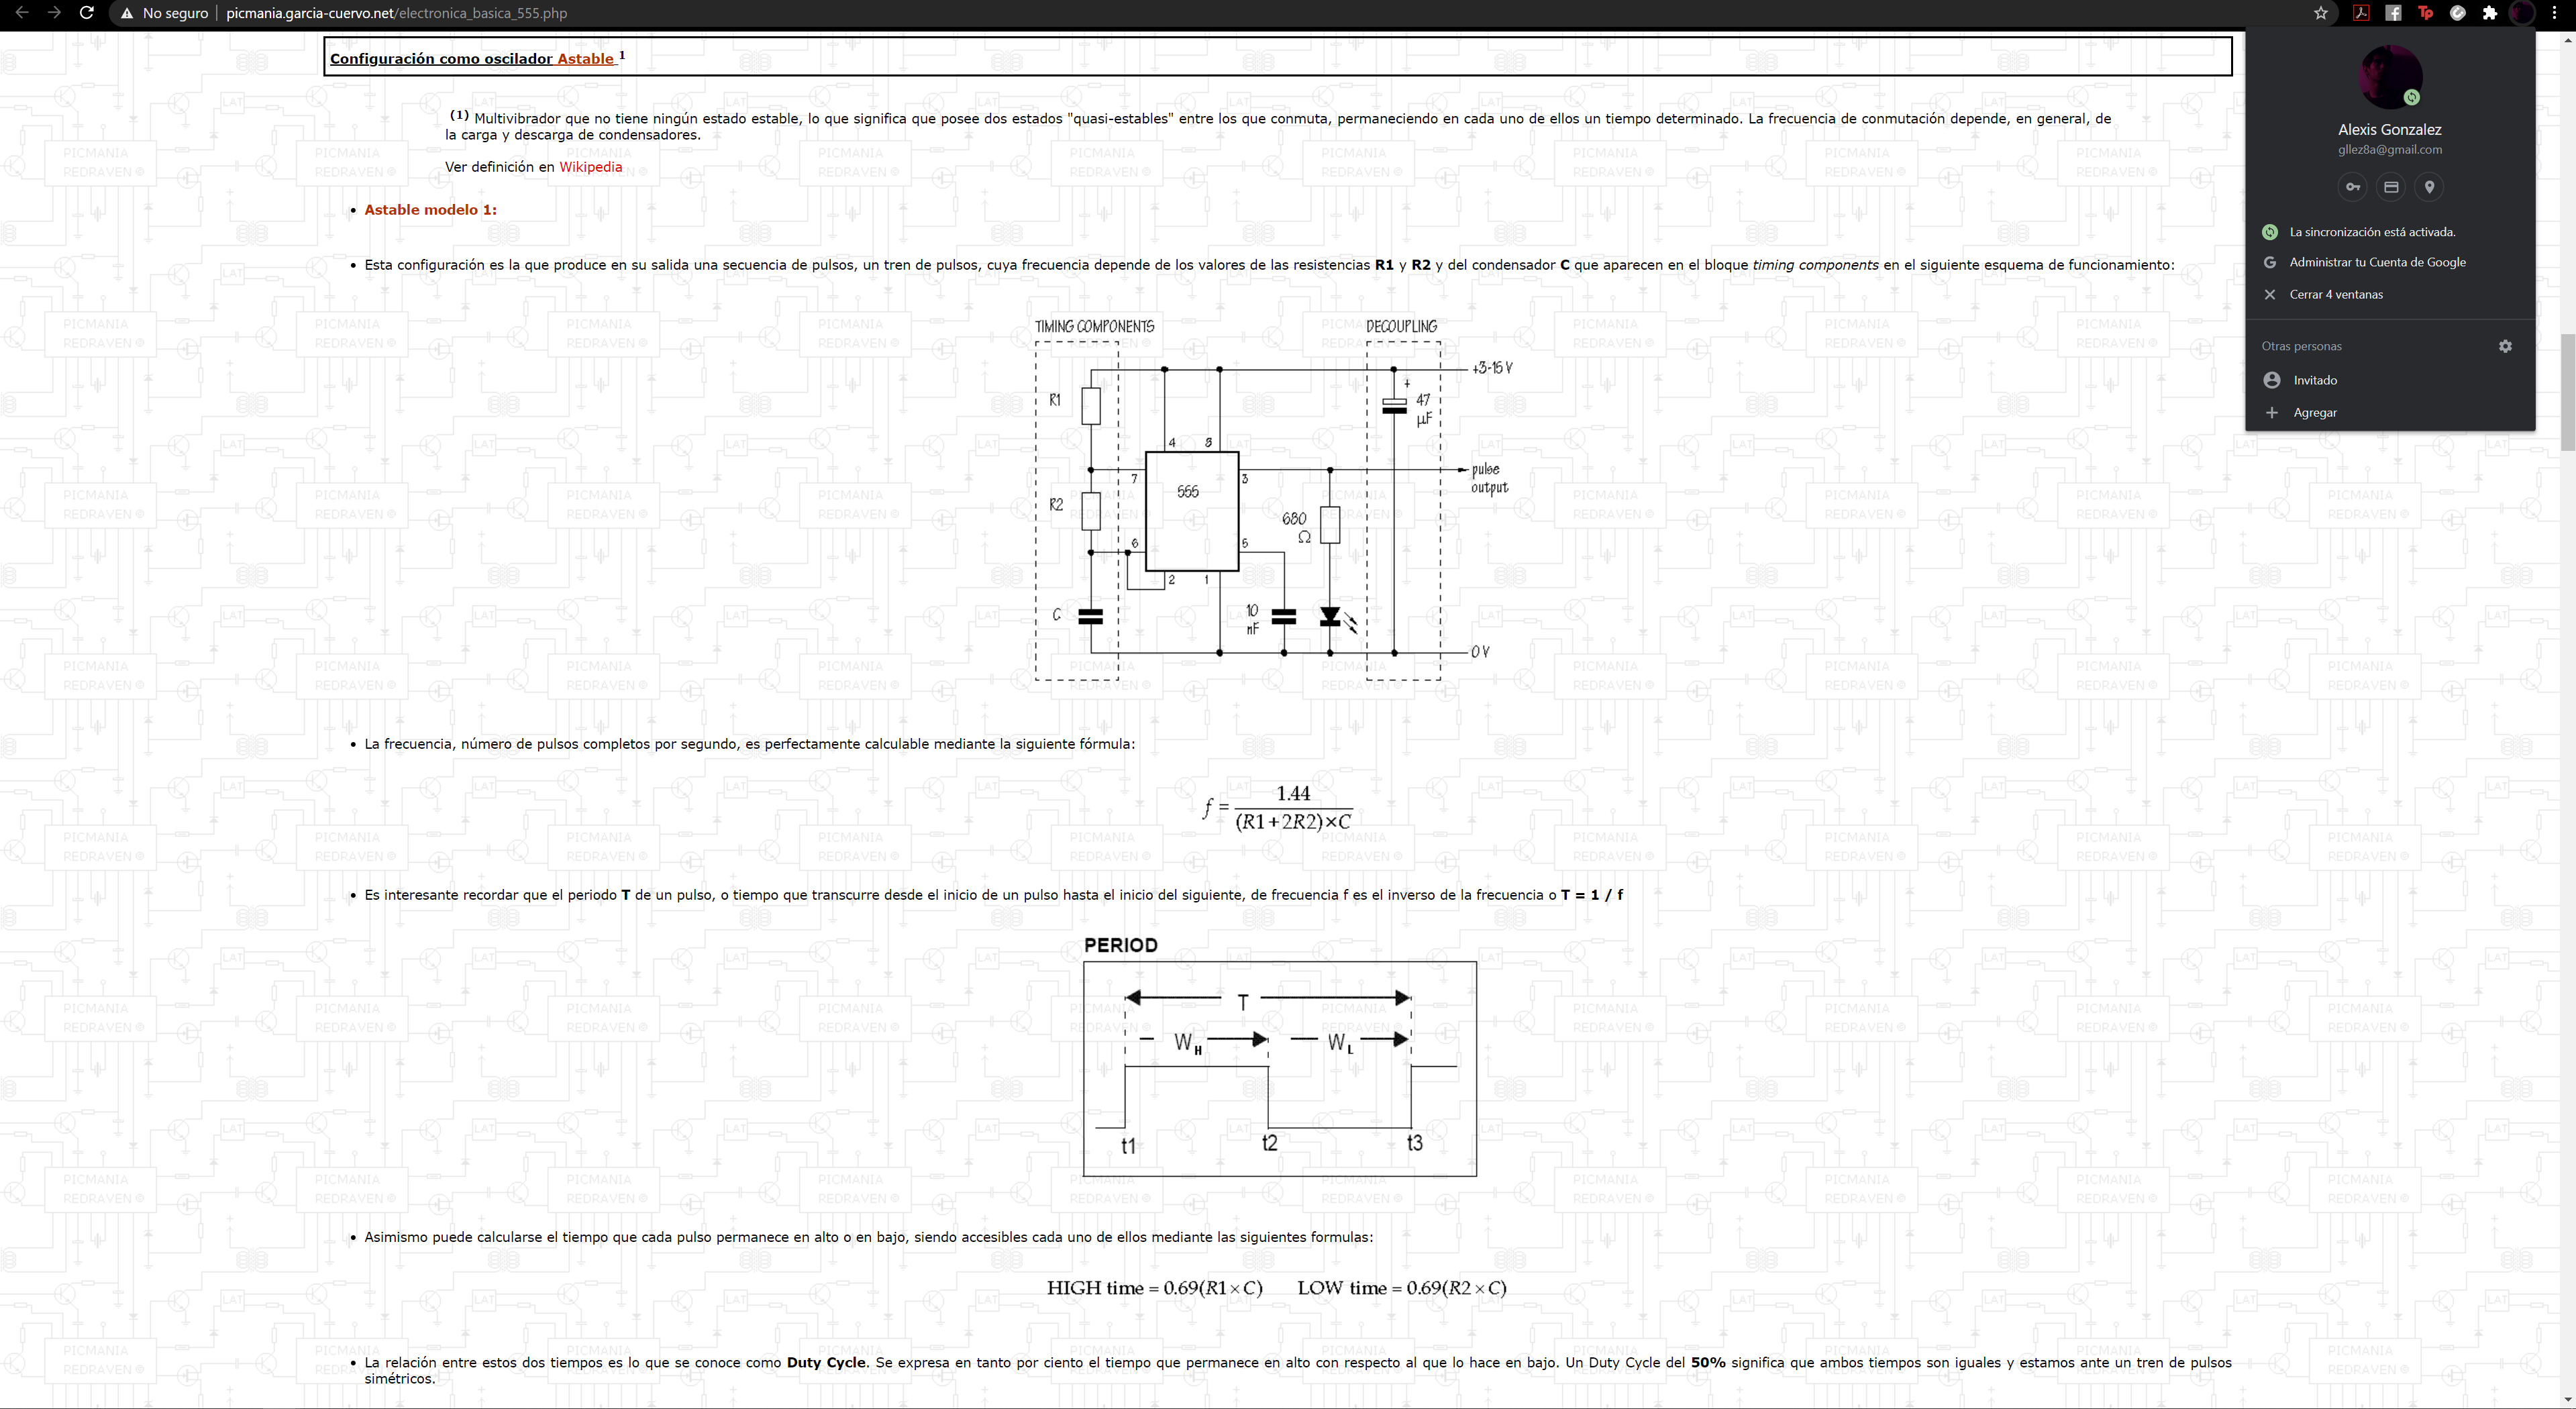 No seguro
picmania.garcia-cuervo.net/electronica_basica_555.php
Configuración como oscilador Astable 1
(1) Multivibrador que no tiene ningún estado estable, lo que significa que posee dos estados "quasi-estables" entre los que conmuta, permaneciendo en cada uno de ellos un tiempo determinado. La frecuencia de conmutación depende, en general, de
la carga y descarga de condensadores.
Ver definición en Wikipedia
Astable modelo 1:
Esta configuración es la que produce en su salida una secuencia de pulsos, un tren de pulsos, cuya frecuencia depende de los valores de las resistencias R1 y R2 y del condensador C que aparecen en el bloque timing components en el siguiente esquema de funcionamiento:
TIMING COMPONENTS
DECOUPLING
+3-15 V
R1
+
47
µF
4
8
7
3
pulse
output
555
R2
680
Ω
6
5
2
1
C
10
nF
0 V
La frecuencia, número de pulsos completos por segundo, es perfectamente calculable mediante la siguiente fórmula:
f = 1.44
(R1+2R2)×C
Es interesante recordar que el periodo T de un pulso, o tiempo que transcurre desde el inicio de un pulso hasta el inicio del siguiente, de frecuencia f es el inverso de la frecuencia o T = 1 / f
PERIOD
T
WH
WL
t1
t2
t3
Asimismo puede calcularse el tiempo que cada pulso permanece en alto o en bajo, siendo accesibles cada uno de ellos mediante las siguientes formulas:
HIGH time = 0.69(R1×C) LOW time = 0.69(R2×C)
La relación entre estos dos tiempos es lo que se conoce como Duty Cycle. Se expresa en tanto por ciento el tiempo que permanece en alto con respecto al que lo hace en bajo. Un Duty Cycle del 50% significa que ambos tiempos son iguales y estamos ante un tren de pulsos
simétricos.
Alexis Gonzalez
gllez8a@gmail.com
La sincronización está activada.
Administrar tu Cuenta de Google
Cerrar 4 ventanas
Otras personas
Invitado
Agregar
PICMANIA
REDRAVEN ®
LAT